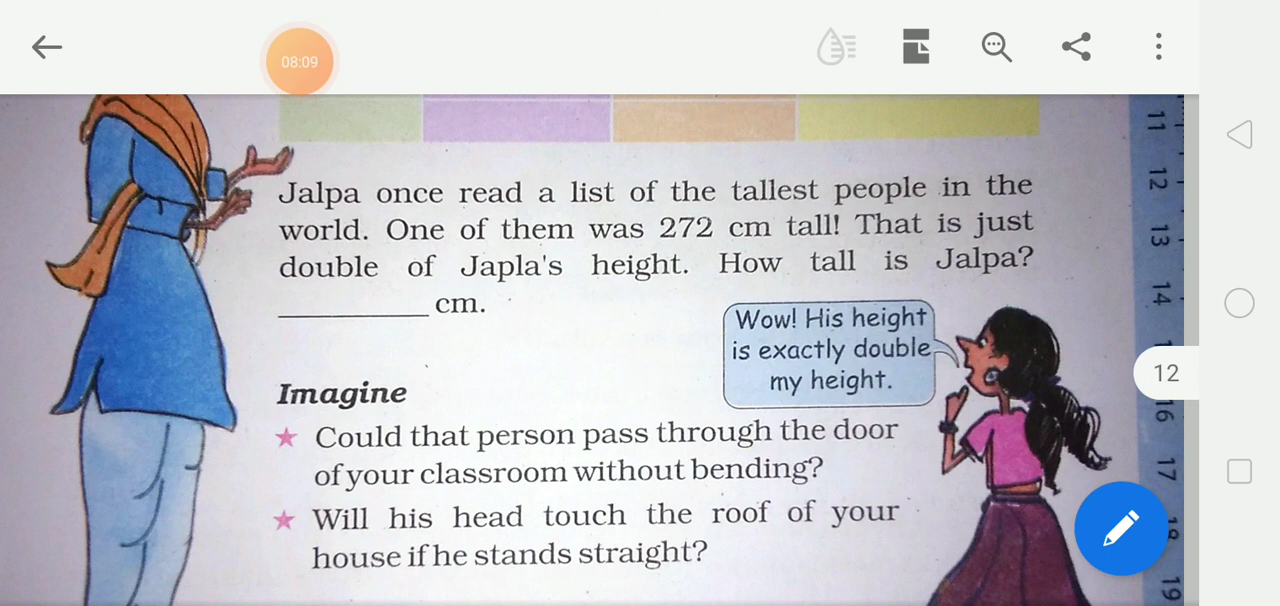 08:09
Jalpa once read a list of the tallest people in the
world. One of them was 272 cm tall! That is just
double of Japla's height. How tall is Jalpa?
__________ cm.
Wow! His height
is exactly double
my height.
Imagine
★ Could that person pass through the door
of your classroom without bending?
★ Will his head touch the roof of your
house if he stands straight?
11
12
13
14
12
16
17
18
19